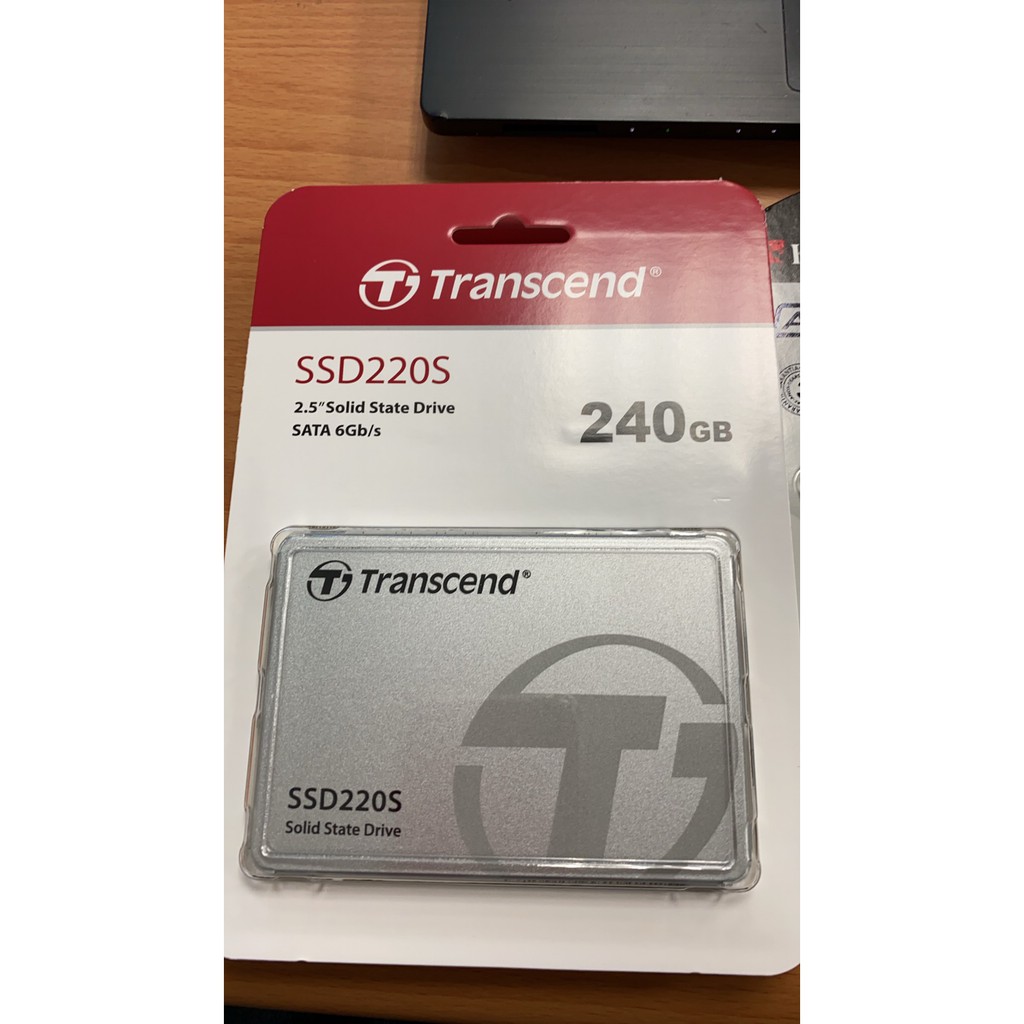 Transcend®
SSD220S
2.5" Solid State Drive
SATA 6Gb/s
240GB
Transcend®
SSD220S
Solid State Drive